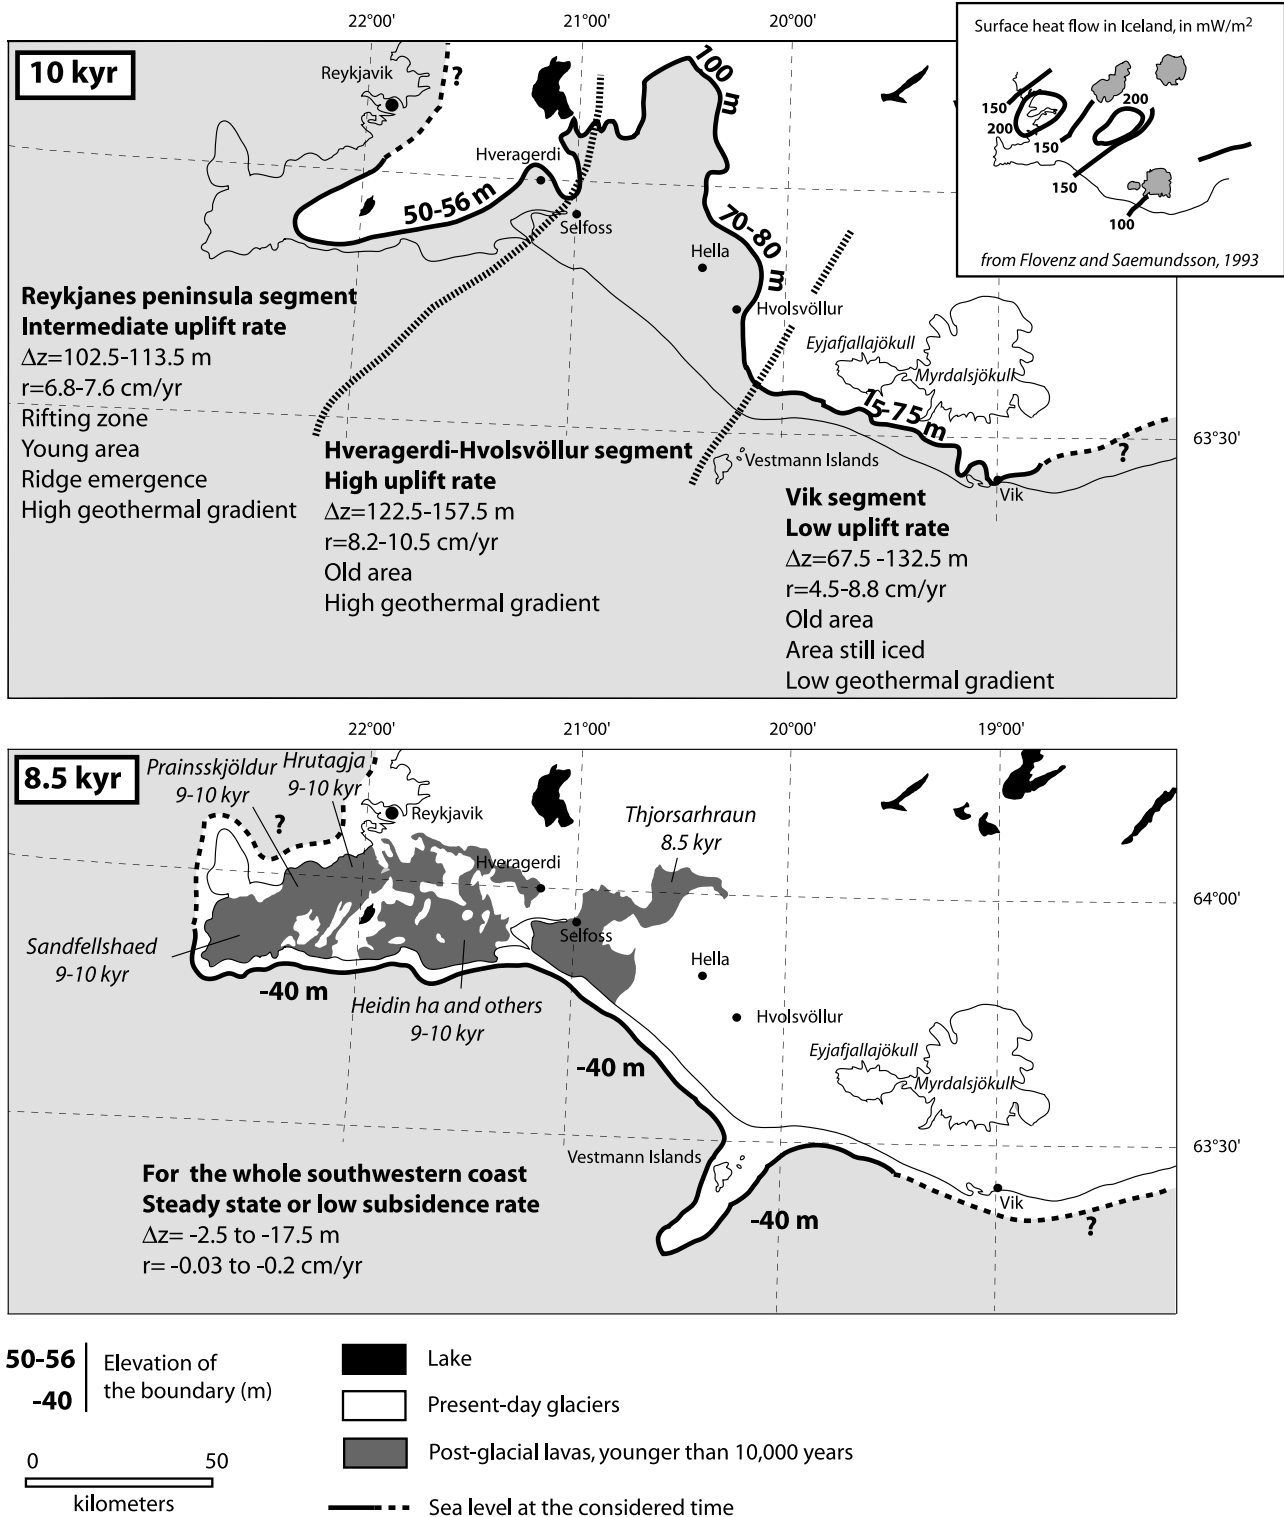 22°00'
21°00'
20°00'
Surface heat flow in Iceland, in mW/m2
150
200
150
200
150
100
from Flovenz and Saemundsson, 1993
10 kyr
Reykjavik
?
100 m
Hveragerdi
50-56 m
Selfoss
70-80 m
Hella
Hvolsvöllur
Eyjafjallajökull
Myrdalsjökull
15-75 m
63°30'
?
Vestmann Islands
Vik
Reykjanes peninsula segment
Intermediate uplift rate
Δz=102.5-113.5 m
r=6.8-7.6 cm/yr
Rifting zone
Young area
Ridge emergence
High geothermal gradient
Hveragerdi-Hvolsvöllur segment
High uplift rate
Δz=122.5-157.5 m
r=8.2-10.5 cm/yr
Old area
High geothermal gradient
Vik segment
Low uplift rate
Δz=67.5 -132.5 m
r=4.5-8.8 cm/yr
Old area
Area still iced
Low geothermal gradient
22°00'
21°00'
20°00'
19°00'
8.5 kyr
Prainsskjöldur
9-10 kyr
Hrutagja
9-10 kyr
?
Reykjavik
Thjorsarhraun
8.5 kyr
Hveragerdi
64°00'
Sandfellshaed
9-10 kyr
Selfoss
Hella
-40 m
Heidin ha and others
9-10 kyr
Hvolsvöllur
Eyjafjallajökull
-40 m
Myrdalsjökull
63°30'
Vestmann Islands
Vik
-40 m
?
For the whole southwestern coast
Steady state or low subsidence rate
Δz= -2.5 to -17.5 m
r= -0.03 to -0.2 cm/yr
50-56
-40
Elevation of
the boundary (m)
0 50
kilometers
Lake
Present-day glaciers
Post-glacial lavas, younger than 10,000 years
Sea level at the considered time